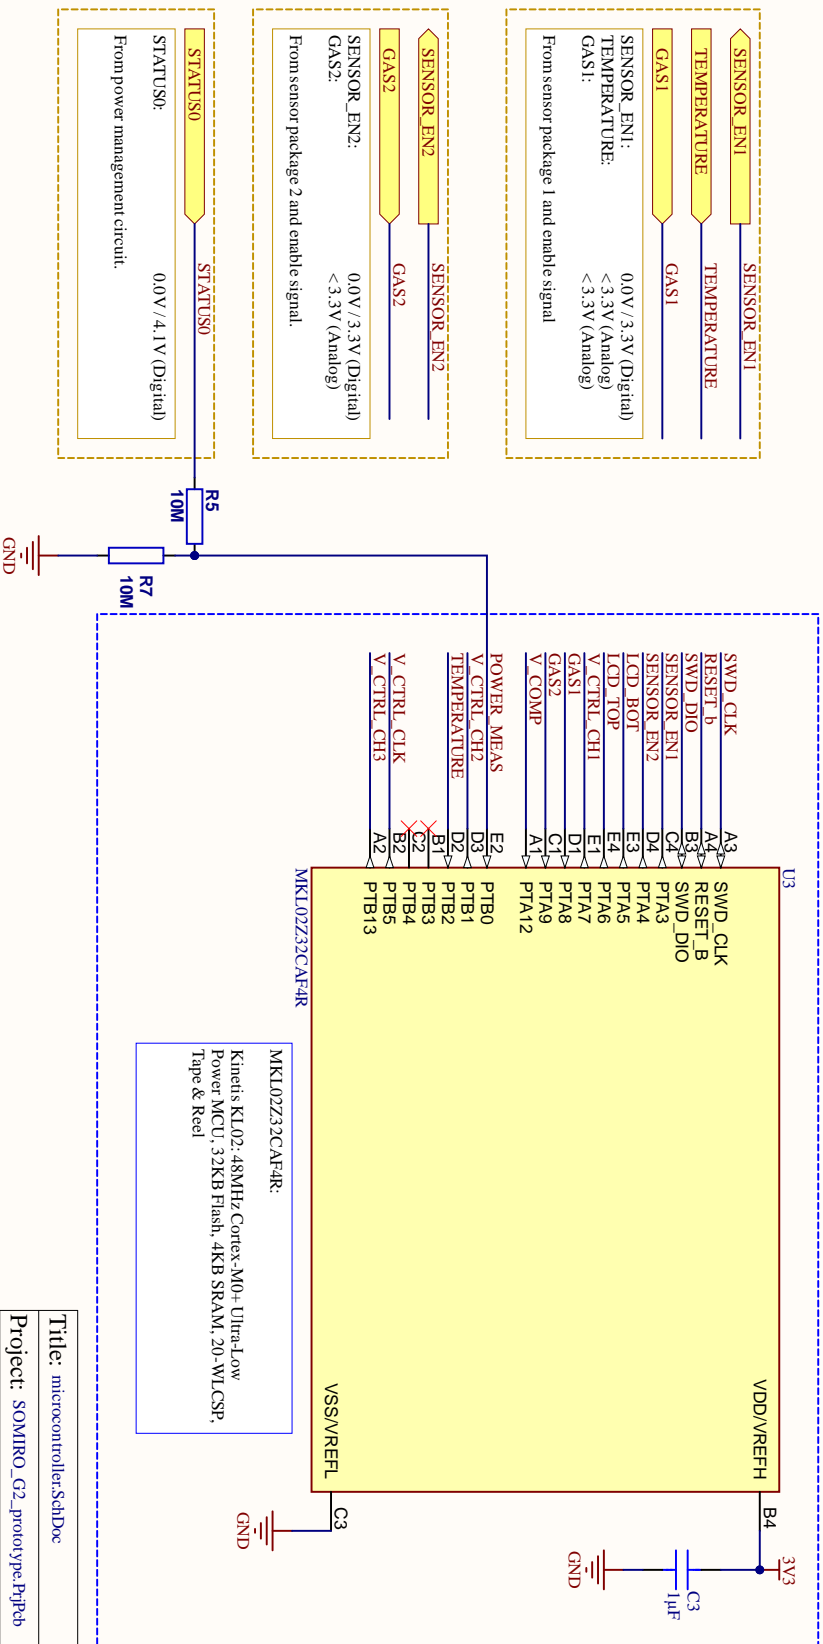 SENSOR_EN1
SENSOR_EN1
TEMPERATURE
TEMPERATURE
GAS1
GAS1
SENSOR_EN1: 0.0V / 3.3V (Digital)
TEMPERATURE: < 3.3V (Analog)
GAS1: < 3.3V (Analog)
From sensor package 1 and enable signal
SENSOR_EN2
SENSOR_EN2
GAS2
GAS2
SENSOR_EN2: 0.0V / 3.3V (Digital)
GAS2: < 3.3V (Analog)
From sensor package 2 and enable signal.
STATUS0
STATUS0
STATUS0: 0.0V / 4.1V (Digital)
From power management circuit.
R5
10M
R7
10M
GND
U3
SWD_CLK A3 SWD_CLK
RESET_b A4 RESET_B
SWD_DIO B3 SWD_DIO
SENSOR_EN1 C4 PTA3
SENSOR_EN2 D4 PTA4
LCD_BOT E3 PTA5
LCD_TOP E4 PTA6
V_CTRL_CH1 E1 PTA7
GAS1 D1 PTA8
GAS2 C1 PTA9
V_COMP A1 PTA12
POWER_MEAS E2 PTB0
V_CTRL_CH2 D3 PTB1
TEMPERATURE D2 PTB2
B1 PTB3
C2 PTB4
V_CTRL_CLK B2 PTB5
V_CTRL_CH3 A2 PTB13
MKL02Z32CAF4R
VDD/VREFH B4
VSS/VREFL C3
3V3
C3
1µF
GND
GND
MKL02Z32CAF4R:
Kinetis KL02: 48MHz Cortex-M0+ Ultra-Low
Power MCU, 32KB Flash, 4KB SRAM, 20-WLCSP,
Tape & Reel
Title: microcontroller.SchDoc
Project: SOMIRO_G2_prototype.PrjPcb